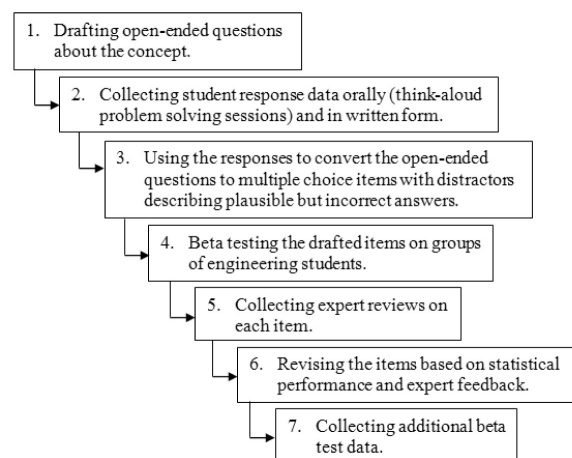 1. Drafting open-ended questions
about the concept.
2. Collecting student response data orally (think-aloud
problem solving sessions) and in written form.
3. Using the responses to convert the open-ended
questions to multiple choice items with distractors
describing plausible but incorrect answers.
4. Beta testing the drafted items on groups
of engineering students.
5. Collecting expert reviews on
each item.
6. Revising the items based on statistical
performance and expert feedback.
7. Collecting additional beta
test data.